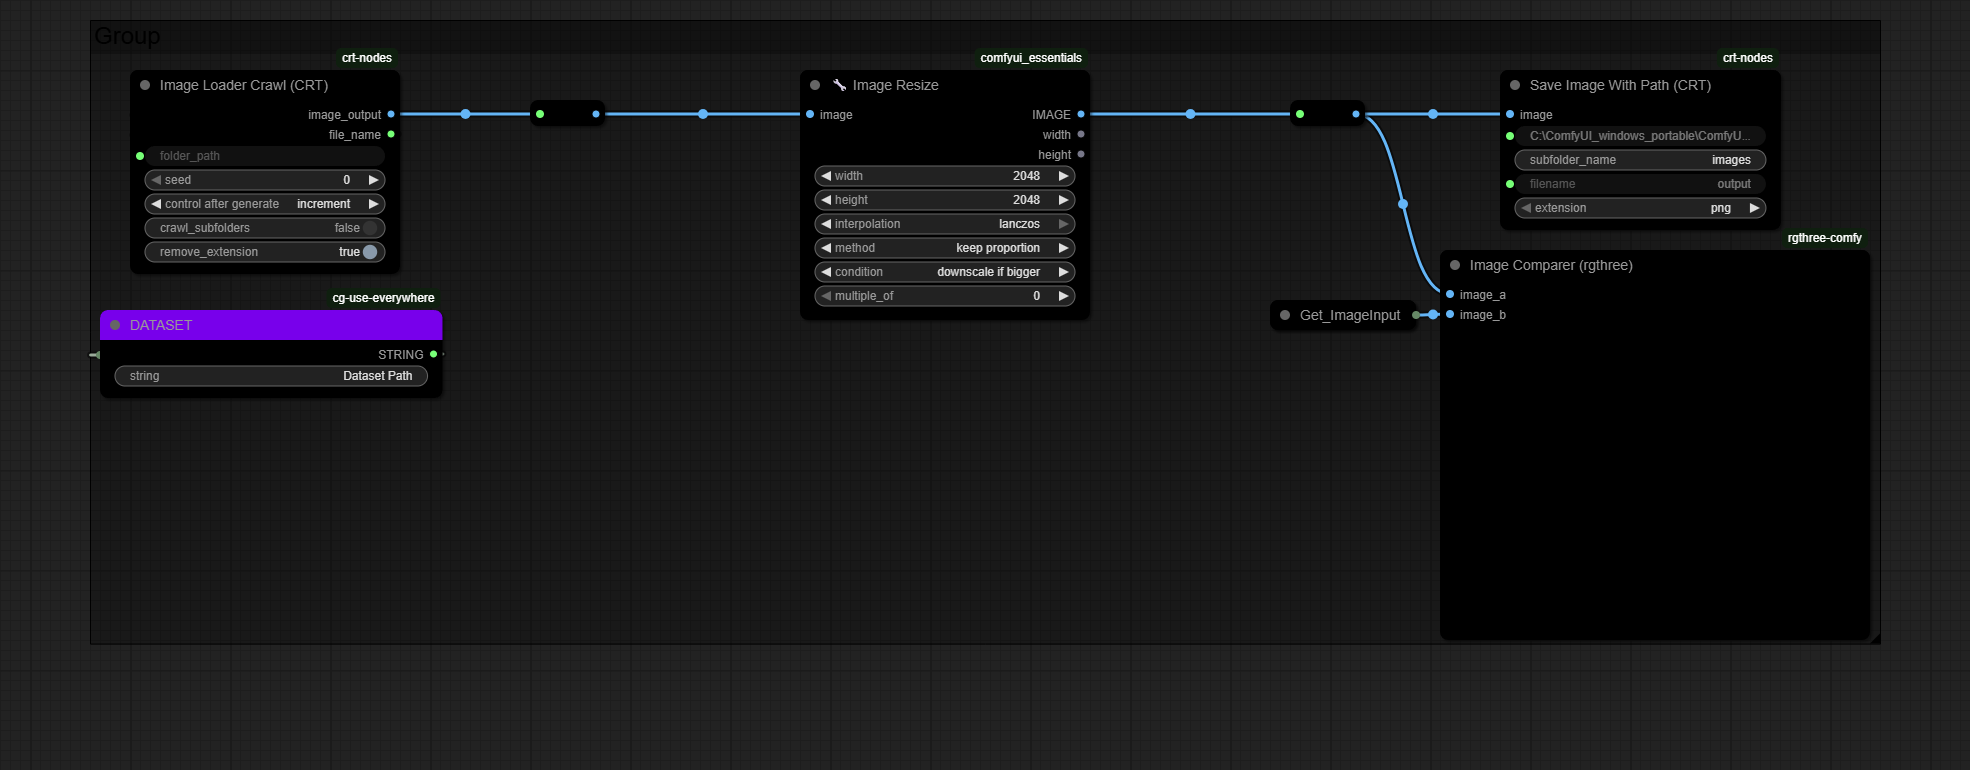 Group
crt-nodes
Image Loader Crawl (CRT)
image_output
file_name
folder_path
seed 0
control after generate increment
crawl_subfolders false
remove_extension true
cg-use-everywhere
DATASET
STRING
string Dataset Path
comfyui_essentials
Image Resize
image IMAGE
width
height
width 2048
height 2048
interpolation lanczos
method keep proportion
condition downscale if bigger
multiple_of 0
crt-nodes
Save Image With Path (CRT)
image
C:\ComfyUI_windows_portable\ComfyU...
subfolder_name images
filename output
extension png
rgthree-comfy
Image Comparer (rgthree)
image_a
image_b
Get_ImageInput